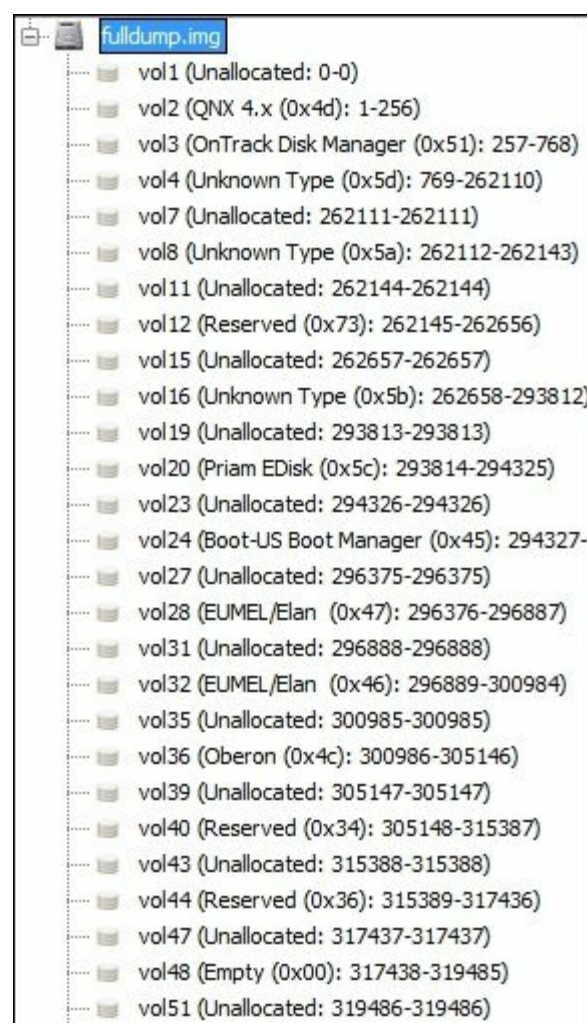 fulldump.img
vol1 (Unallocated: 0-0)
vol2 (QNX 4.x (0x4d): 1-256)
vol3 (OnTrack Disk Manager (0x51): 257-768)
vol4 (Unknown Type (0x5d): 769-262110)
vol7 (Unallocated: 262111-262111)
vol8 (Unknown Type (0x5a): 262112-262143)
vol11 (Unallocated: 262144-262144)
vol12 (Reserved (0x73): 262145-262656)
vol15 (Unallocated: 262657-262657)
vol16 (Unknown Type (0x5b): 262658-293812)
vol19 (Unallocated: 293813-293813)
vol20 (Priam EDisk (0x5c): 293814-294325)
vol23 (Unallocated: 294326-294326)
vol24 (Boot-US Boot Manager (0x45): 294327-
vol27 (Unallocated: 296375-296375)
vol28 (EUMEL/Elan  (0x47): 296376-296887)
vol31 (Unallocated: 296888-296888)
vol32 (EUMEL/Elan  (0x46): 296889-300984)
vol35 (Unallocated: 300985-300985)
vol36 (Oberon (0x4c): 300986-305146)
vol39 (Unallocated: 305147-305147)
vol40 (Reserved (0x34): 305148-315387)
vol43 (Unallocated: 315388-315388)
vol44 (Reserved (0x36): 315389-317436)
vol47 (Unallocated: 317437-317437)
vol48 (Empty (0x00): 317438-319485)
vol51 (Unallocated: 319486-319486)